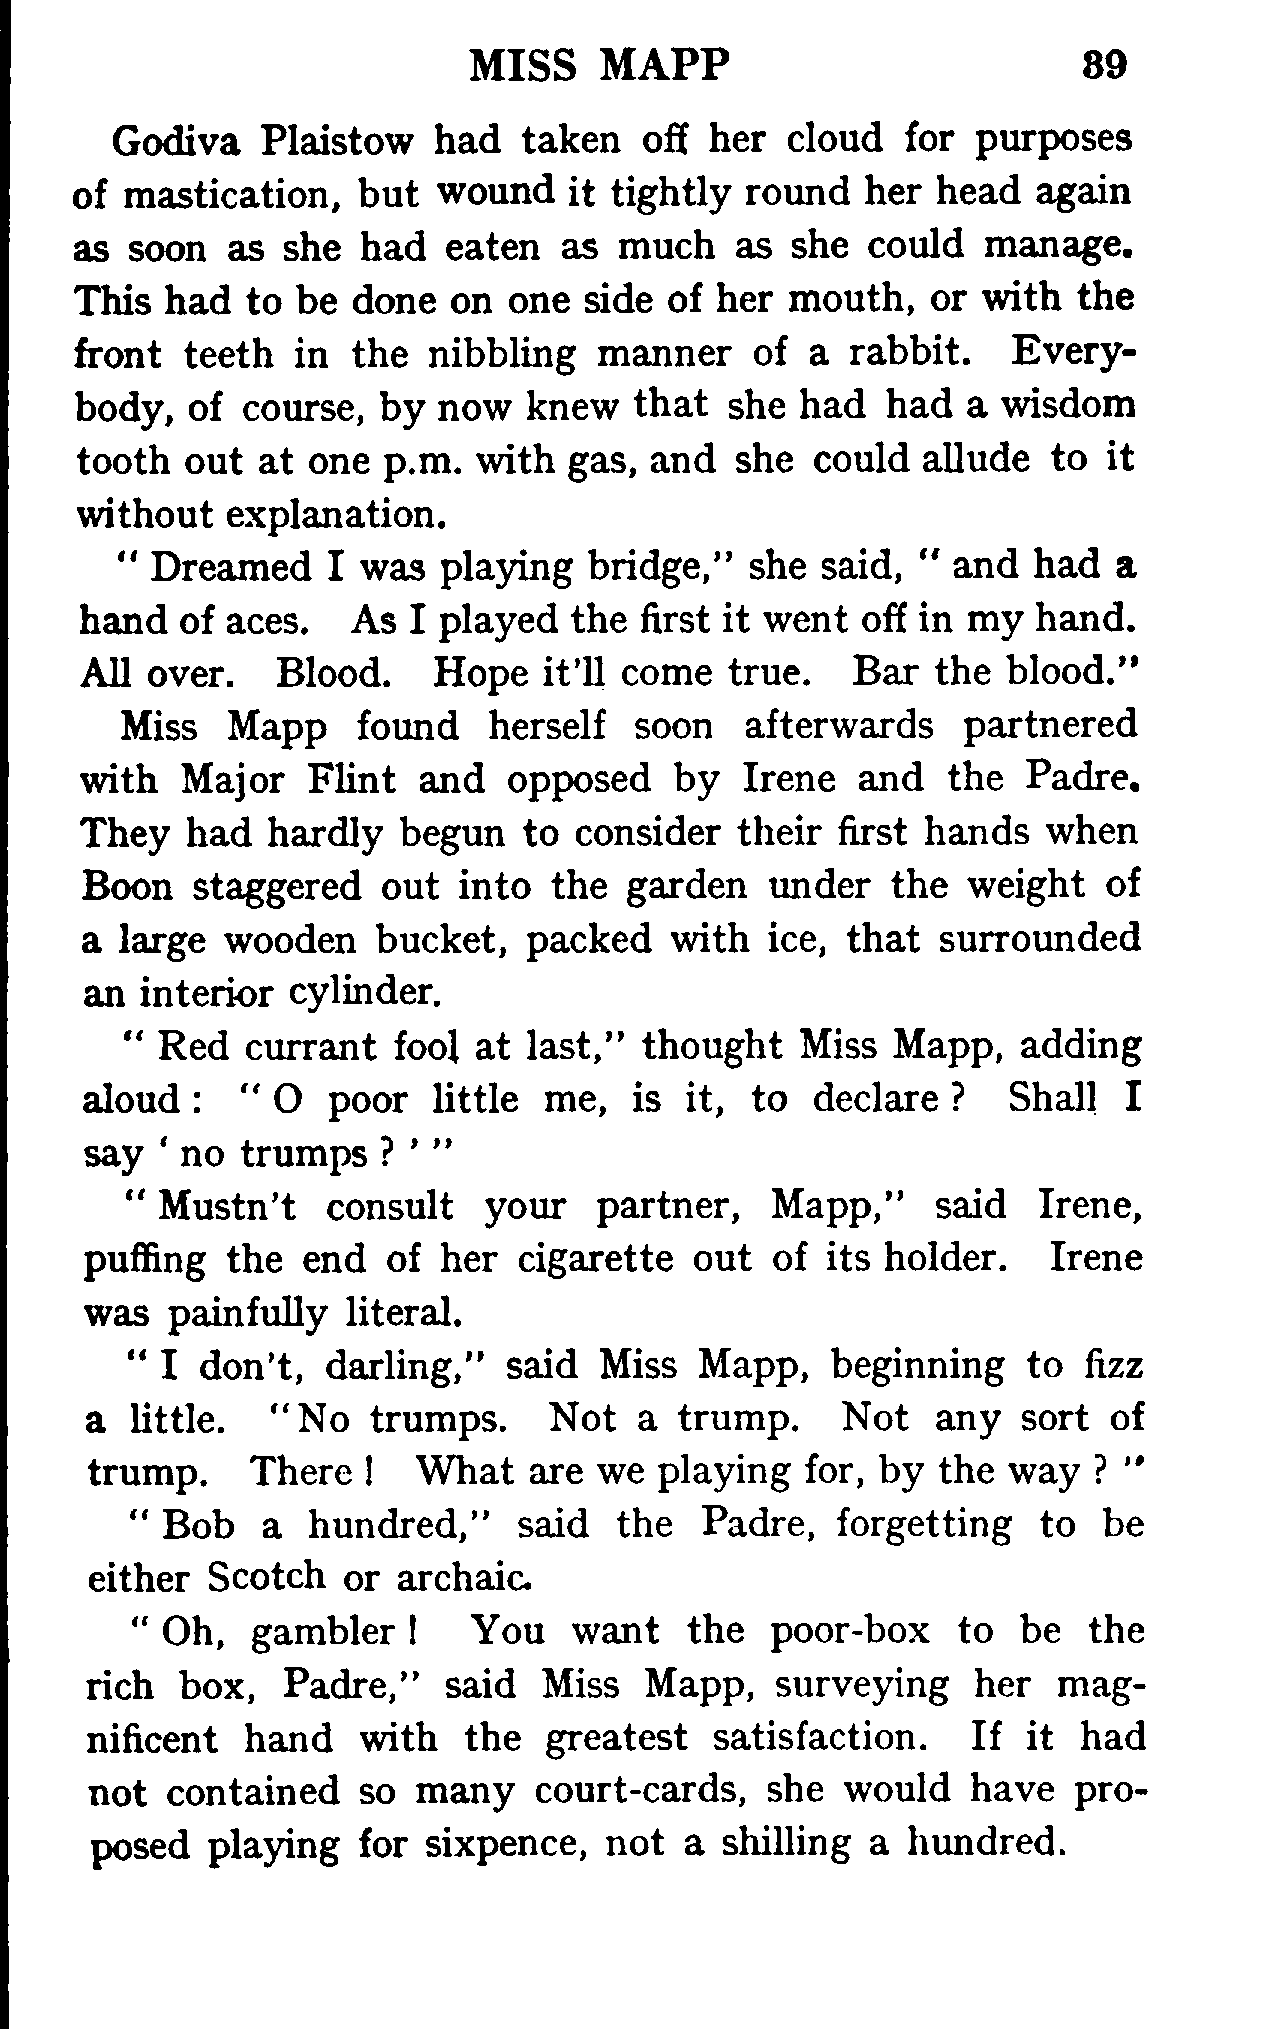 MISS MAPP 89
Godiva Plaistow had taken off her cloud for purposes
of mastication, but wound it tightly round her head again
as soon as she had eaten as much as she could manage.
This had to be done on one side of her mouth, or with the
front teeth in the nibbling manner of a rabbit. Every-
body, of course, by now knew that she had had a wisdom
tooth out at one p.m. with gas, and she could allude to it
without explanation.
" Dreamed I was playing bridge," she said, " and had a
hand of aces. As I played the first it went off in my hand.
All over. Blood. Hope it'll come true. Bar the blood."
Miss Mapp found herself soon afterwards partnered
with Major Flint and opposed by Irene and the Padre.
They had hardly begun to consider their first hands when
Boon staggered out into the garden under the weight of
a large wooden bucket, packed with ice, that surrounded
an interior cylinder.
" Red currant fool at last," thought Miss Mapp, adding
aloud : " O poor little me, is it, to declare ? Shall I
say ' no trumps ? ' "
" Mustn't consult your partner, Mapp," said Irene,
puffing the end of her cigarette out of its holder. Irene
was painfully literal.
" I don't, darling," said Miss Mapp, beginning to fizz
a little. "No trumps. Not a trump. Not any sort of
trump. There ! What are we playing for, by the way ? "
" Bob a hundred," said the Padre, forgetting to be
either Scotch or archaic.
" Oh, gambler ! You want the poor-box to be the
rich box, Padre," said Miss Mapp, surveying her mag-
nificent hand with the greatest satisfaction. If it had
not contained so many court-cards, she would have pro-
posed playing for sixpence, not a shilling a hundred.